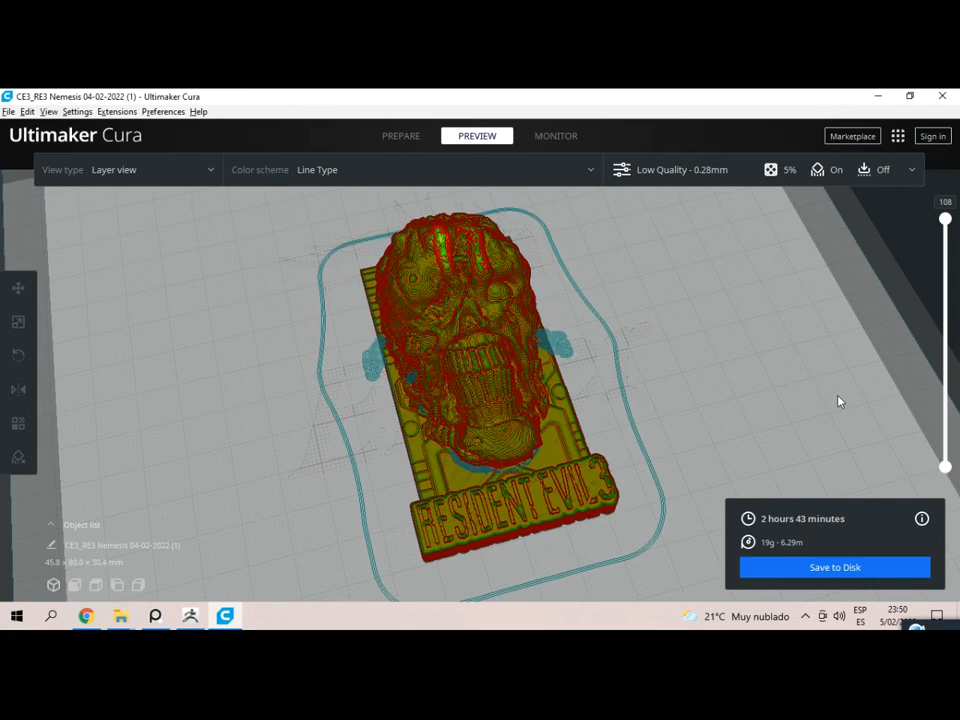 CE3_RE3 Nemesis 04-02-2022 (1) - Ultimaker Cura
File Edit View Settings Extensions Preferences Help
Ultimaker Cura
PREPARE PREVIEW MONITOR
Marketplace Sign in
View type Layer view Color scheme Line Type Low Quality - 0.28mm 5% On Off
108
RESIDENT EVIL 3
2 hours 43 minutes
19g · 6.29m
Save to Disk
Object list
CE3_RE3 Nemesis 04-02-2022 (1)
45.8 x 80.0 x 30.4 mm
21°C Muy nublado
ESP
ES
23:50